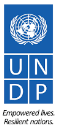 U N
D P
Empowered lives.
Resilient nations.